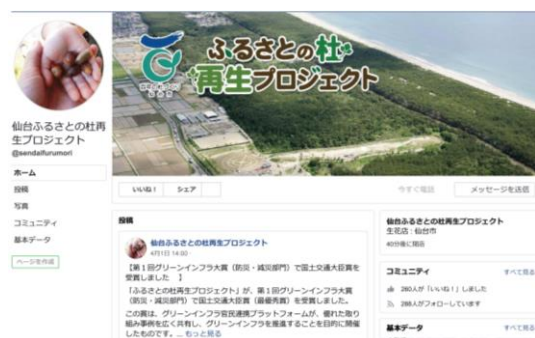 ふるさとの杜
再生プロジェクト
仙台ふるさとの杜再
生プロジェクト
@sendaifurumori
ホーム
投稿
写真
コミュニティ
基本データ
ページを作成
いいね！ シェア
今すぐ電話 メッセージを送信
投稿
仙台ふるさとの杜再生プロジェクト
4月1日 14:00
【第1回グリーンインフラ大賞（防災・減災部門）で国土交通大臣賞を
受賞しました 】
「ふるさとの杜再生プロジェクト」が、第1回グリーンインフラ大賞
（防災・減災部門）で国土交通大臣賞（最優秀賞）を受賞しました。
この賞は、グリーンインフラ官民連携プラットフォームが、優れた取り
組み事例を広く共有し、グリーンインフラを推進することを目的に開催
したものです。... もっと見る
仙台ふるさとの杜再生プロジェクト
生花店：仙台市
40分後に閉店
コミュニティ すべて見る
280人が「いいね！」しました
288人がフォローしています
基本データ すべて見る